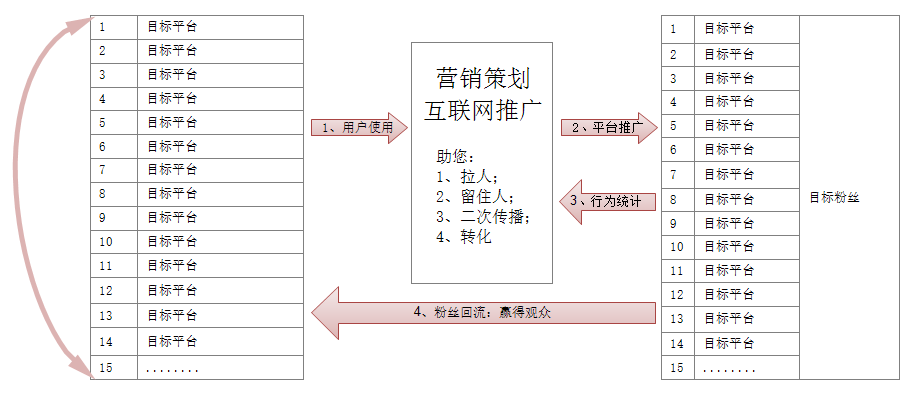 1 目标平台
2 目标平台
3 目标平台
4 目标平台
5 目标平台
6 目标平台
7 目标平台
8 目标平台
9 目标平台
10 目标平台
11 目标平台
12 目标平台
13 目标平台
14 目标平台
15 ........
1、用户使用
营销策划
互联网推广
助您：
1、拉人；
2、留住人；
3、二次传播；
4、转化
2、平台推广
3、行为统计
4、粉丝回流：赢得观众
1 目标平台
2 目标平台
3 目标平台
4 目标平台
5 目标平台
6 目标平台
7 目标平台
8 目标平台
9 目标平台
10 目标平台
11 目标平台
12 目标平台
13 目标平台
14 目标平台
15 ........
目标粉丝